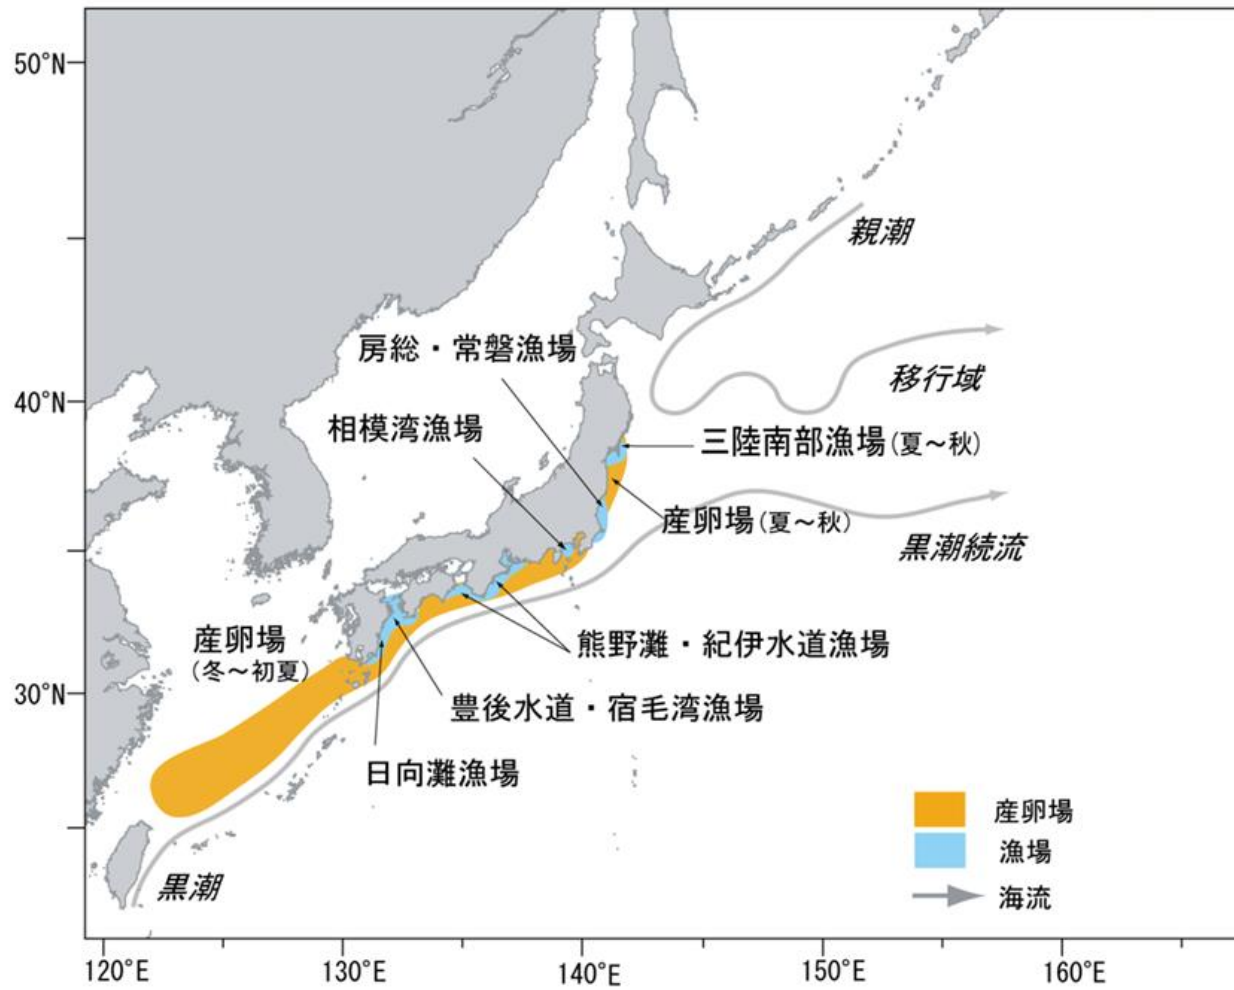 50°N
親潮
房総・常磐漁場
移行域
40°N
相模湾漁場
三陸南部漁場(夏〜秋)
産卵場(夏〜秋)
黒潮続流
産卵場
(冬〜初夏)
熊野灘・紀伊水道漁場
30°N
豊後水道・宿毛湾漁場
日向灘漁場
産卵場
漁場
黒潮
海流
120°E
130°E
140°E
150°E
160°E